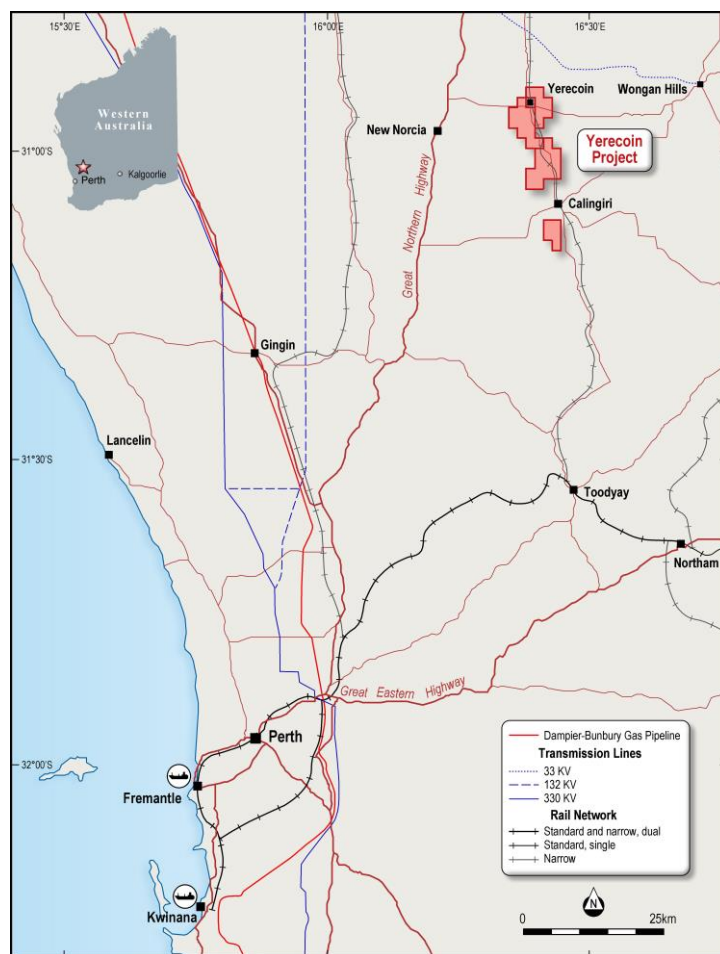 15°30'E
16°00'E
16°30'E
Western
Australia
Kalgoorlie
Perth
Yerecoin
Wongan Hills
New Norcia
Yerecoin
Project
31°00'S
Calingiri
Great Northern Highway
Gingin
Lancelin
31°30'S
Toodyay
Northam
Great Eastern Highway
Perth
32°00'S
Fremantle
Kwinana
Dampier-Bunbury Gas Pipeline
Transmission Lines
33 KV
132 KV
330 KV
Rail Network
Standard and narrow, dual
Standard, single
Narrow
N
0
25km